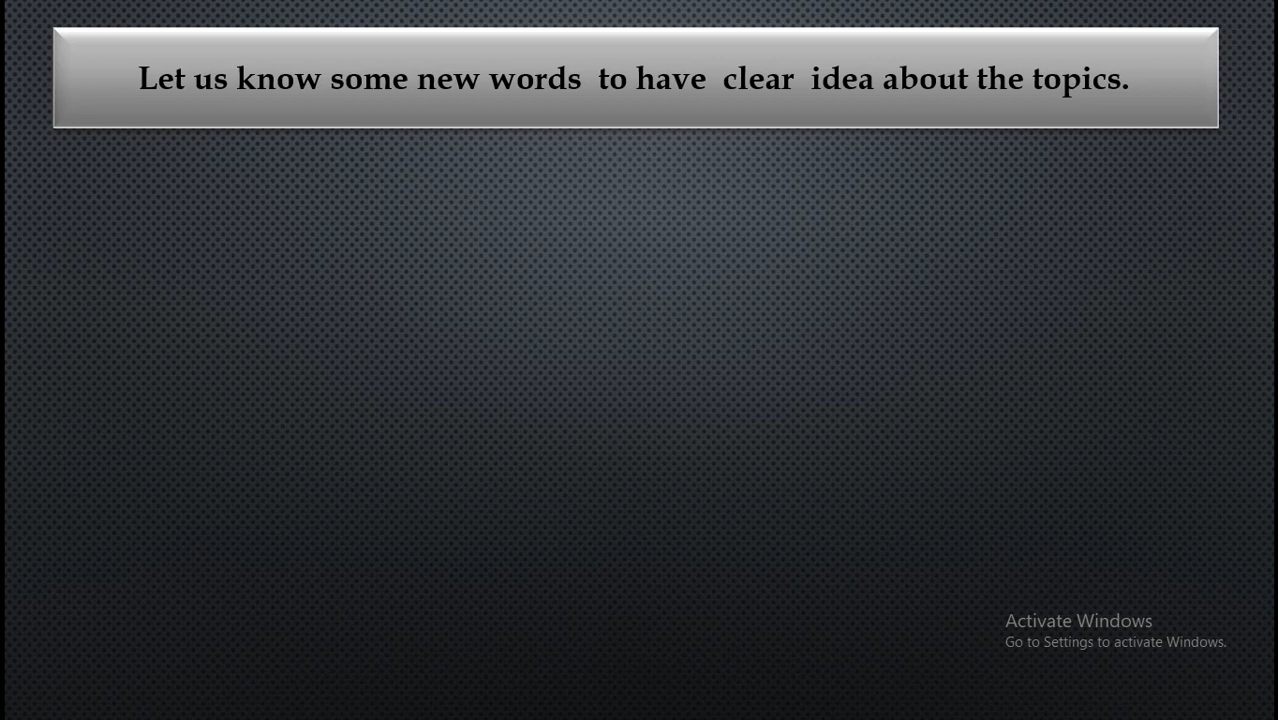 Let us know some new words  to have  clear  idea about the topics.
Activate Windows
Go to Settings to activate Windows.